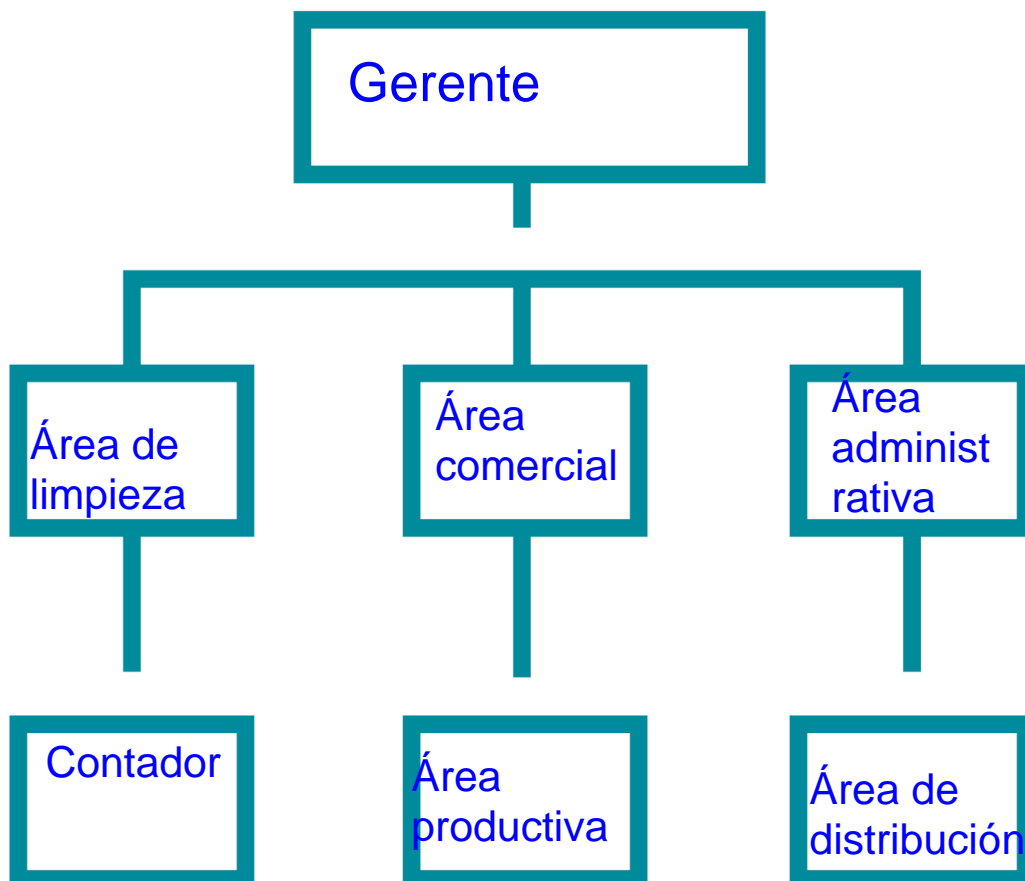 Gerente
Área de
limpieza
Área
comercial
Área
administ
rativa
Contador
Área
productiva
Área de
distribución